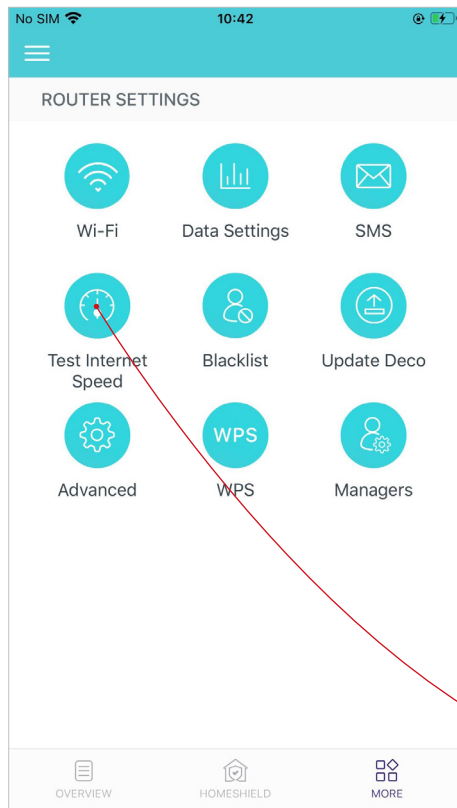 No SIM 10:42
ROUTER SETTINGS
Wi-Fi Data Settings SMS
Test Internet Speed Blacklist Update Deco
WPS
Advanced WPS Managers
OVERVIEW HOMESHIELD MORE